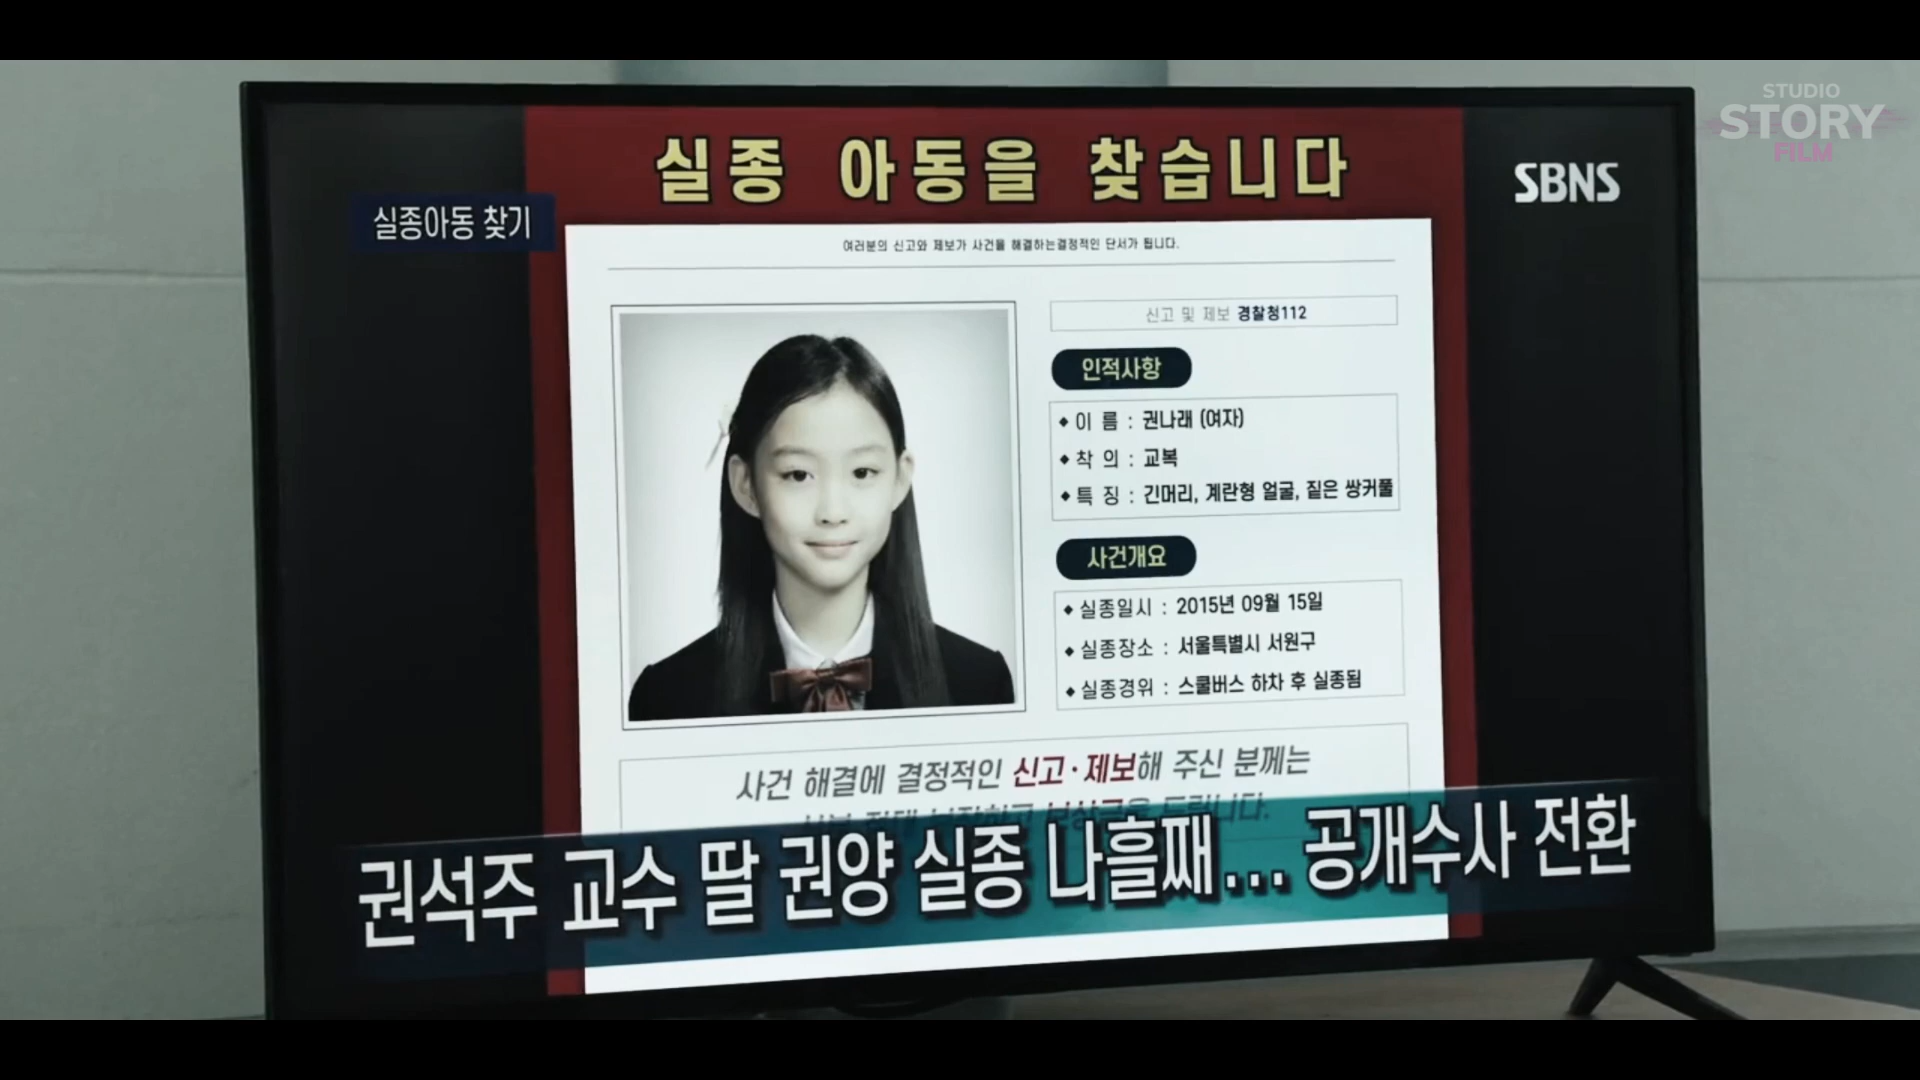 STUDIO
STORY
FILM
SBNS
실종아동 찾기
실종 아동을 찾습니다
여러분의 신고와 제보가 사건을 해결하는결정적인 단서가 됩니다.
신고 및 제보 경찰청112
인적사항
◆ 이 름 : 권나래 (여자)
◆ 착 의 : 교복
◆ 특 징 : 긴머리, 계란형 얼굴, 짙은 쌍커풀
사건개요
◆ 실종일시 : 2015년 09월 15일
◆ 실종장소 : 서울특별시 서원구
◆ 실종경위 : 스쿨버스 하차 후 실종됨
사건 해결에 결정적인 신고·제보해 주신 분께는
드립니다.
권석주 교수 딸 권양 실종 나흘째... 공개수사 전환